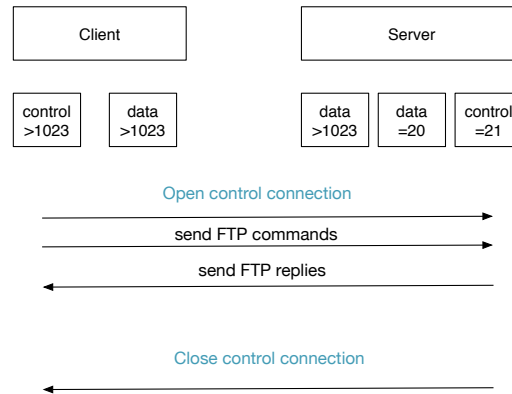 Client
Server
control
>1023
data
>1023
data
>1023
data
=20
control
=21
Open control connection
send FTP commands
send FTP replies
Close control connection